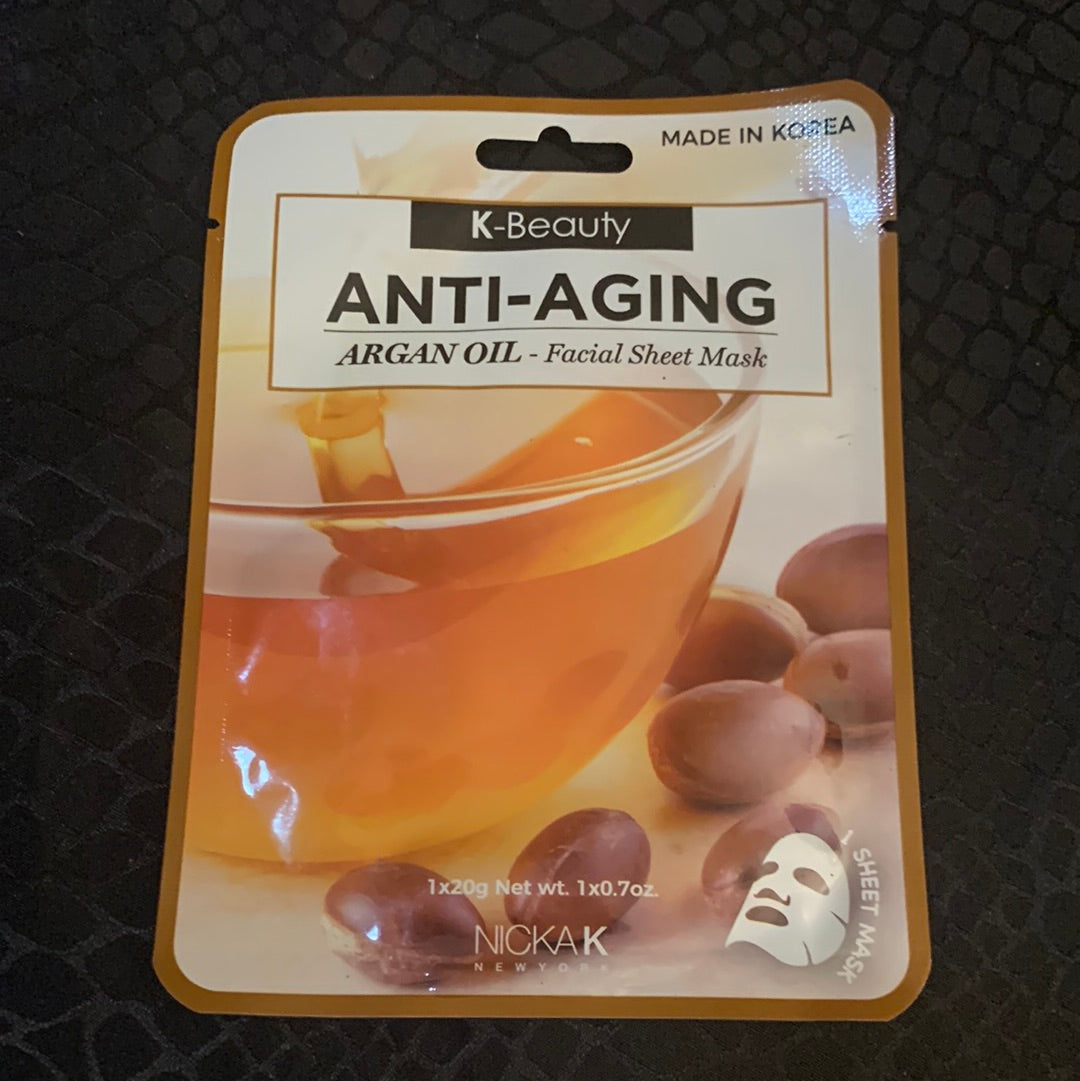 MADE IN KOREA
K-Beauty
ANTI-AGING
ARGAN OIL - Facial Sheet Mask
1x20g Net wt. 1x0.7oz.
NICKA K
NEW YORK
1 SHEET MASK